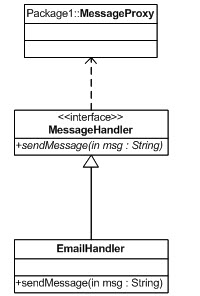 Package1::MessageProxy
<<interface>>
MessageHandler
+sendMessage(in msg : String)
EmailHandler
+sendMessage(in msg : String)